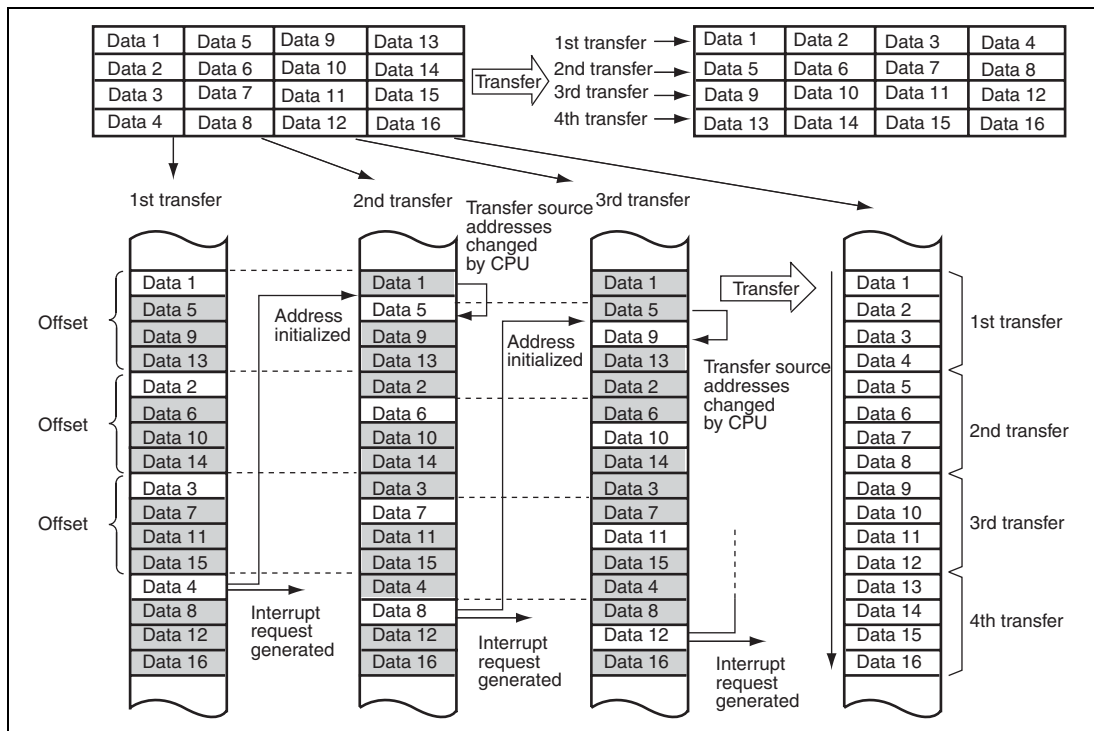 Data 1 Data 5 Data 9 Data 13
Data 2 Data 6 Data 10 Data 14
Data 3 Data 7 Data 11 Data 15
Data 4 Data 8 Data 12 Data 16
Transfer
1st transfer
2nd transfer
3rd transfer
4th transfer
Data 1 Data 2 Data 3 Data 4
Data 5 Data 6 Data 7 Data 8
Data 9 Data 10 Data 11 Data 12
Data 13 Data 14 Data 15 Data 16
1st transfer
Offset
Offset
Offset
Data 1
Data 5
Data 9
Data 13
Data 2
Data 6
Data 10
Data 14
Data 3
Data 7
Data 11
Data 15
Data 4
Data 8
Data 12
Data 16
Address
initialized
Interrupt
request
generated
2nd transfer
Data 1
Data 5
Data 9
Data 13
Data 2
Data 6
Data 10
Data 14
Data 3
Data 7
Data 11
Data 15
Data 4
Data 8
Data 12
Data 16
Transfer source
addresses
changed
by CPU
Address
initialized
Interrupt
request
generated
3rd transfer
Data 1
Data 5
Data 9
Data 13
Data 2
Data 6
Data 10
Data 14
Data 3
Data 7
Data 11
Data 15
Data 4
Data 8
Data 12
Data 16
Transfer
Transfer source
addresses
changed
by CPU
Interrupt
request
generated
Data 1
Data 2
Data 3
Data 4
Data 5
Data 6
Data 7
Data 8
Data 9
Data 10
Data 11
Data 12
Data 13
Data 14
Data 15
Data 16
1st transfer
2nd transfer
3rd transfer
4th transfer